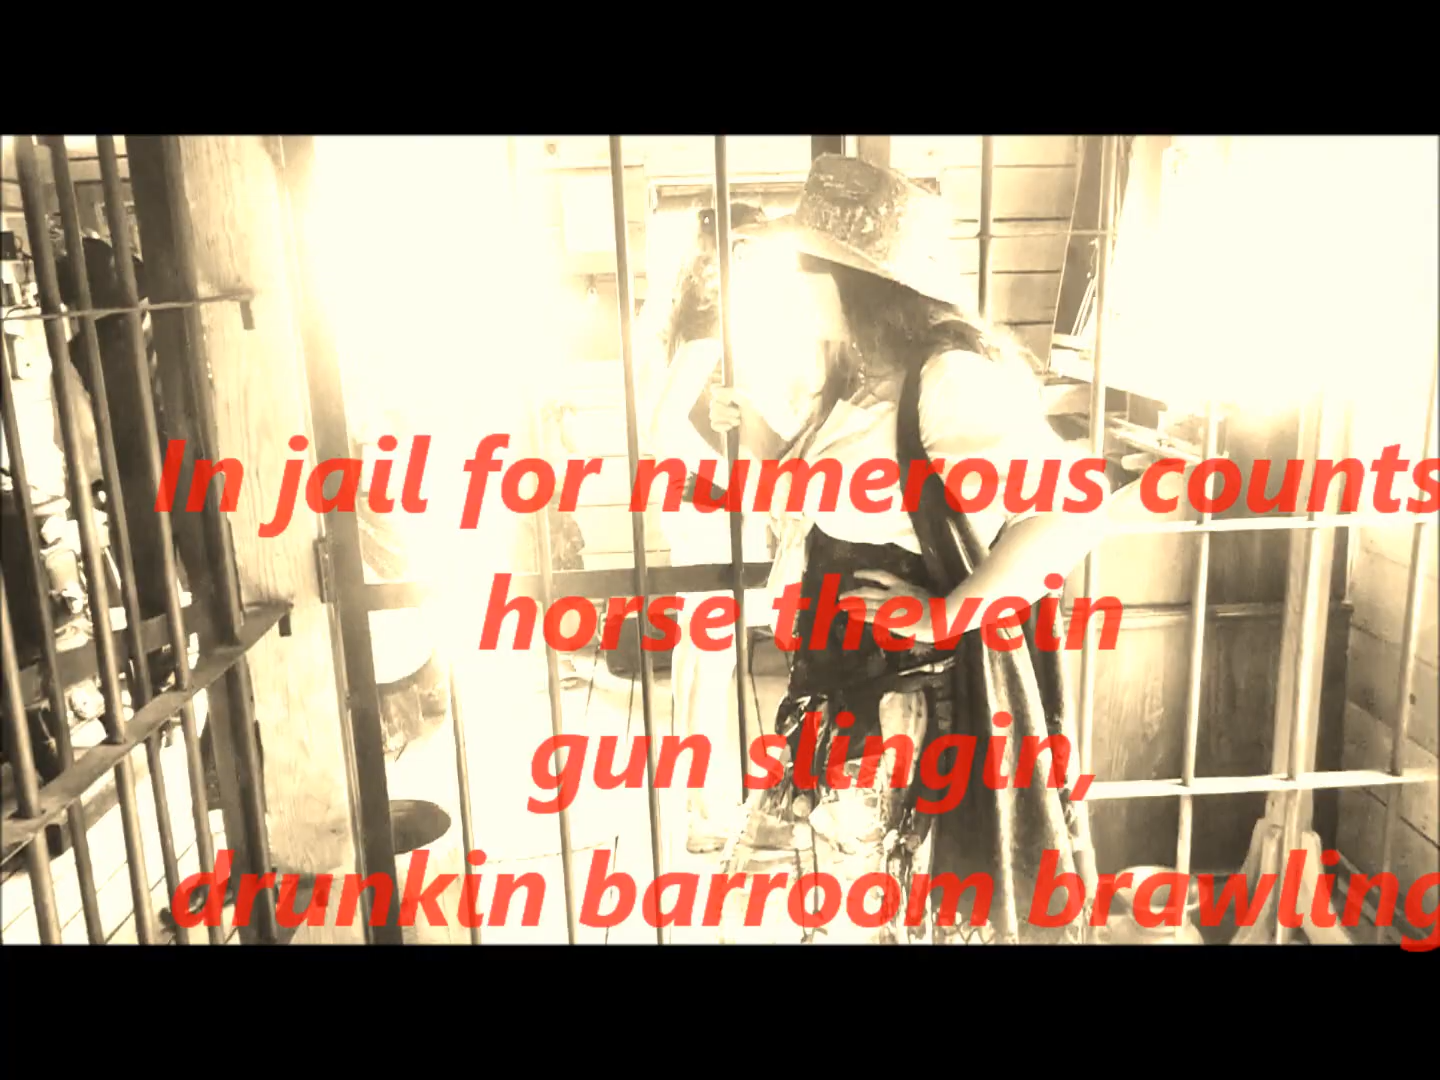 In jail for numerous counts
horse thevein
gun slingin,
drunkin barroom brawling